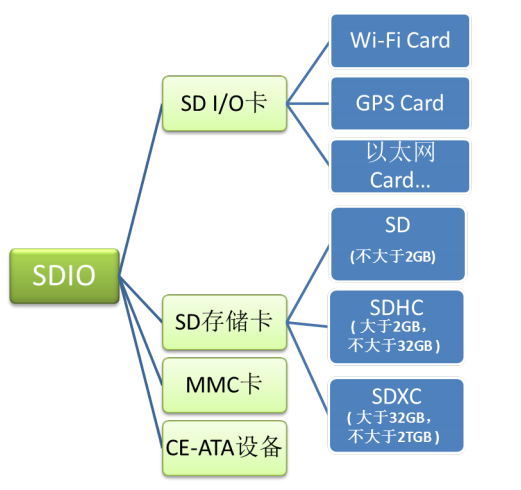 SDIO
SD I/O卡
Wi-Fi Card
GPS Card
以太网
Card...
SD存储卡
SD
(不大于2GB)
SDHC
( 大于2GB，
不大于32GB )
SDXC
( 大于32GB，
不大于2TGB )
MMC卡
CE-ATA设备